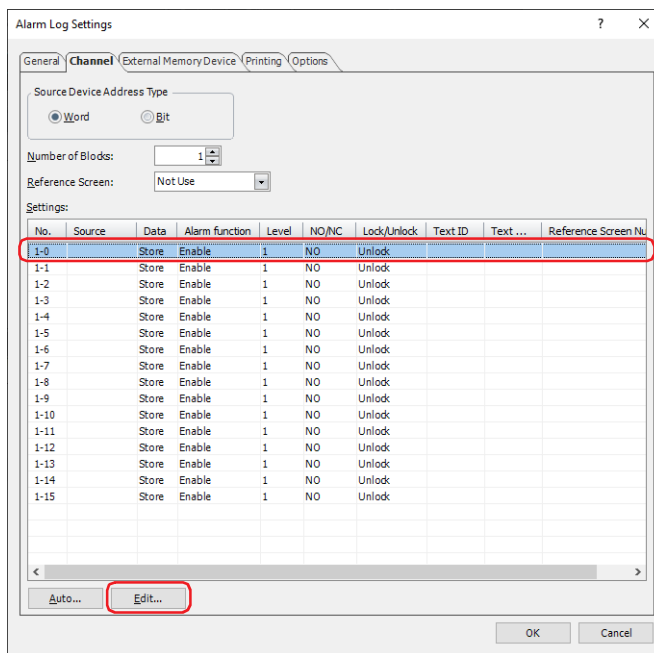 Alarm Log Settings ? ×
General Channel External Memory Device Printing Options
Source Device Address Type
Word Bit
Number of Blocks: 1
Reference Screen: Not Use
Settings:
No. Source Data Alarm function Level NO/NC Lock/Unlock Text ID Text ... Reference Screen Nu
1-0 Store Enable 1 NO Unlock
1-1 Store Enable 1 NO Unlock
1-2 Store Enable 1 NO Unlock
1-3 Store Enable 1 NO Unlock
1-4 Store Enable 1 NO Unlock
1-5 Store Enable 1 NO Unlock
1-6 Store Enable 1 NO Unlock
1-7 Store Enable 1 NO Unlock
1-8 Store Enable 1 NO Unlock
1-9 Store Enable 1 NO Unlock
1-10 Store Enable 1 NO Unlock
1-11 Store Enable 1 NO Unlock
1-12 Store Enable 1 NO Unlock
1-13 Store Enable 1 NO Unlock
1-14 Store Enable 1 NO Unlock
1-15 Store Enable 1 NO Unlock
Auto... Edit...
OK Cancel